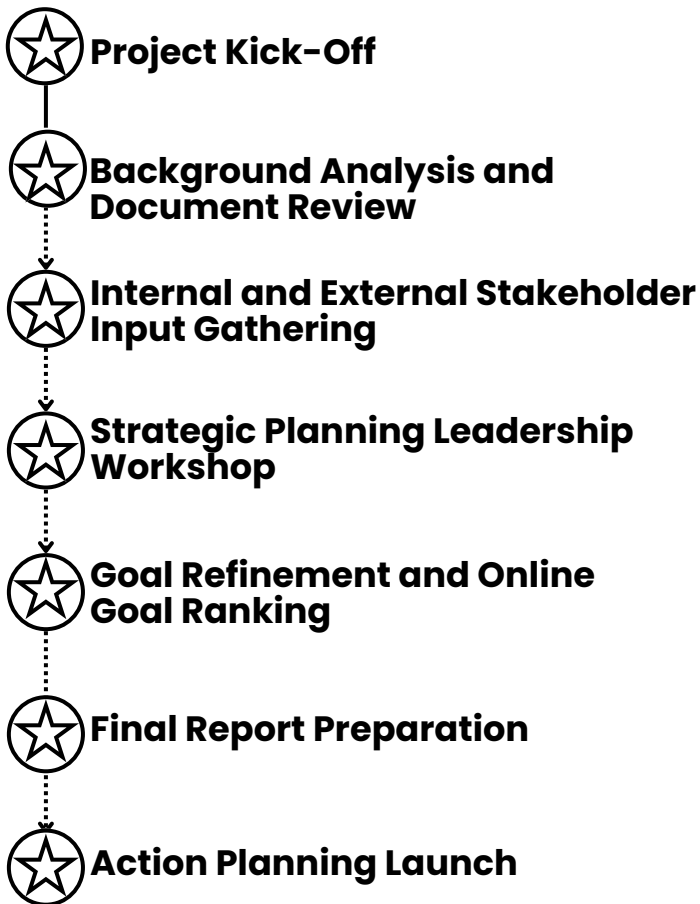 Project Kick-Off
Background Analysis and
Document Review
Internal and External Stakeholder
Input Gathering
Strategic Planning Leadership
Workshop
Goal Refinement and Online
Goal Ranking
Final Report Preparation
Action Planning Launch